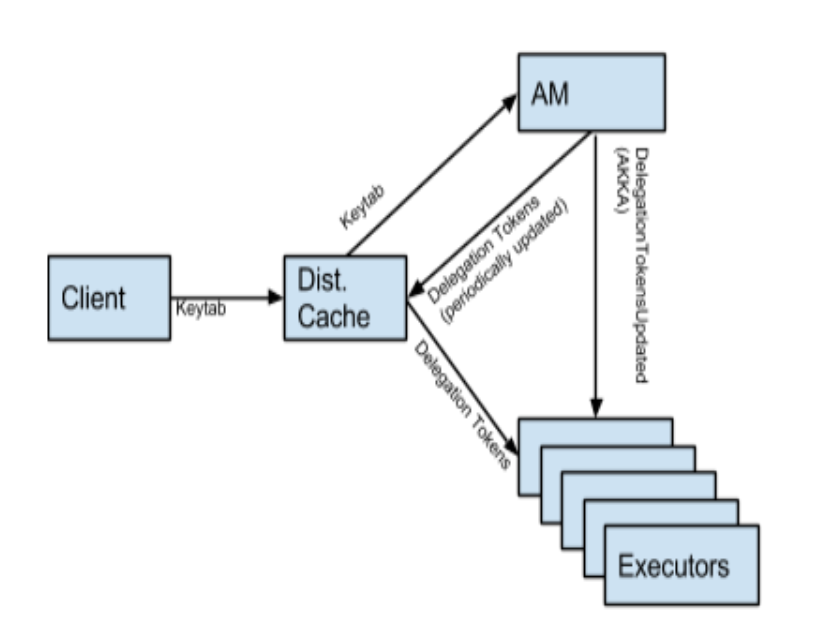 AM
Keytab
Delegation Tokens
(periodically updated)
DelegationTokensUpdated
(AKKA)
Client
Keytab
Dist.
Cache
Delegation Tokens
Executors